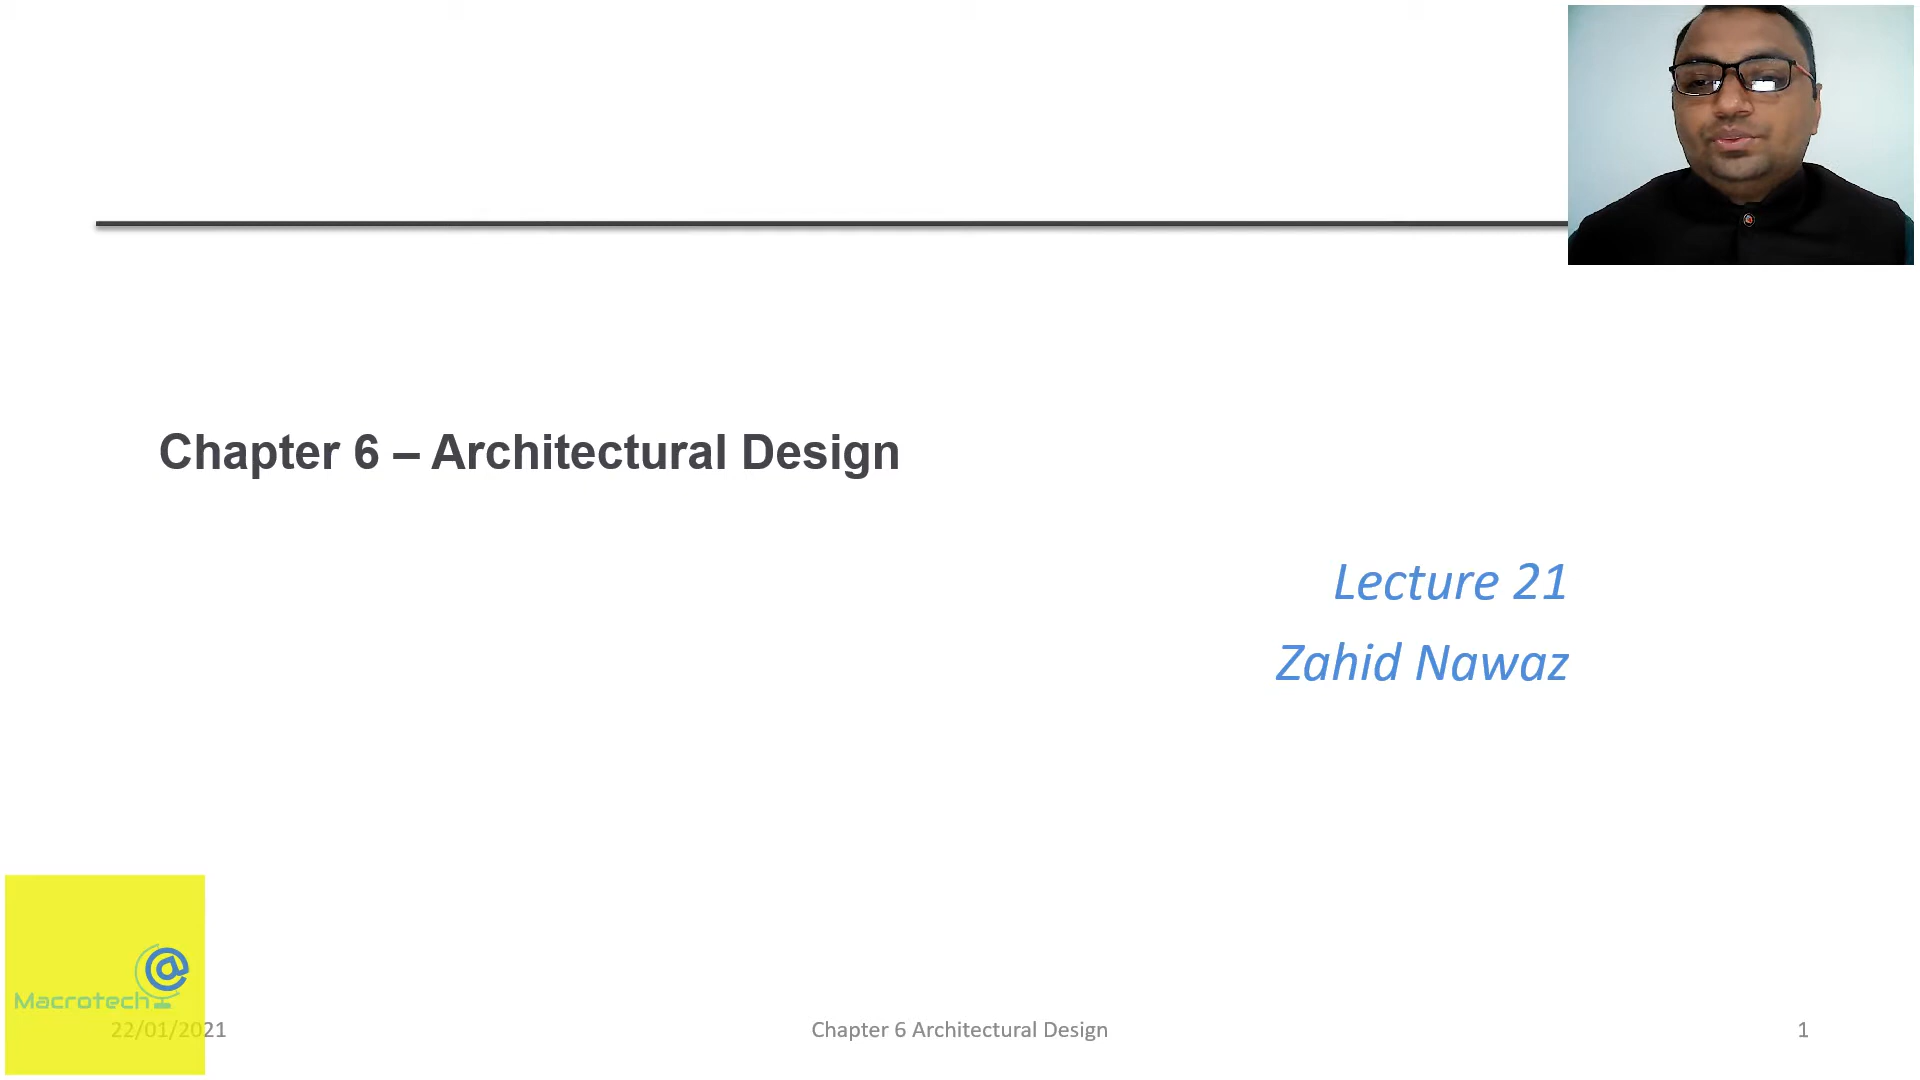 Chapter 6 – Architectural Design
Lecture 21
Zahid Nawaz
@
Macrotech
22/01/2021
Chapter 6 Architectural Design
1